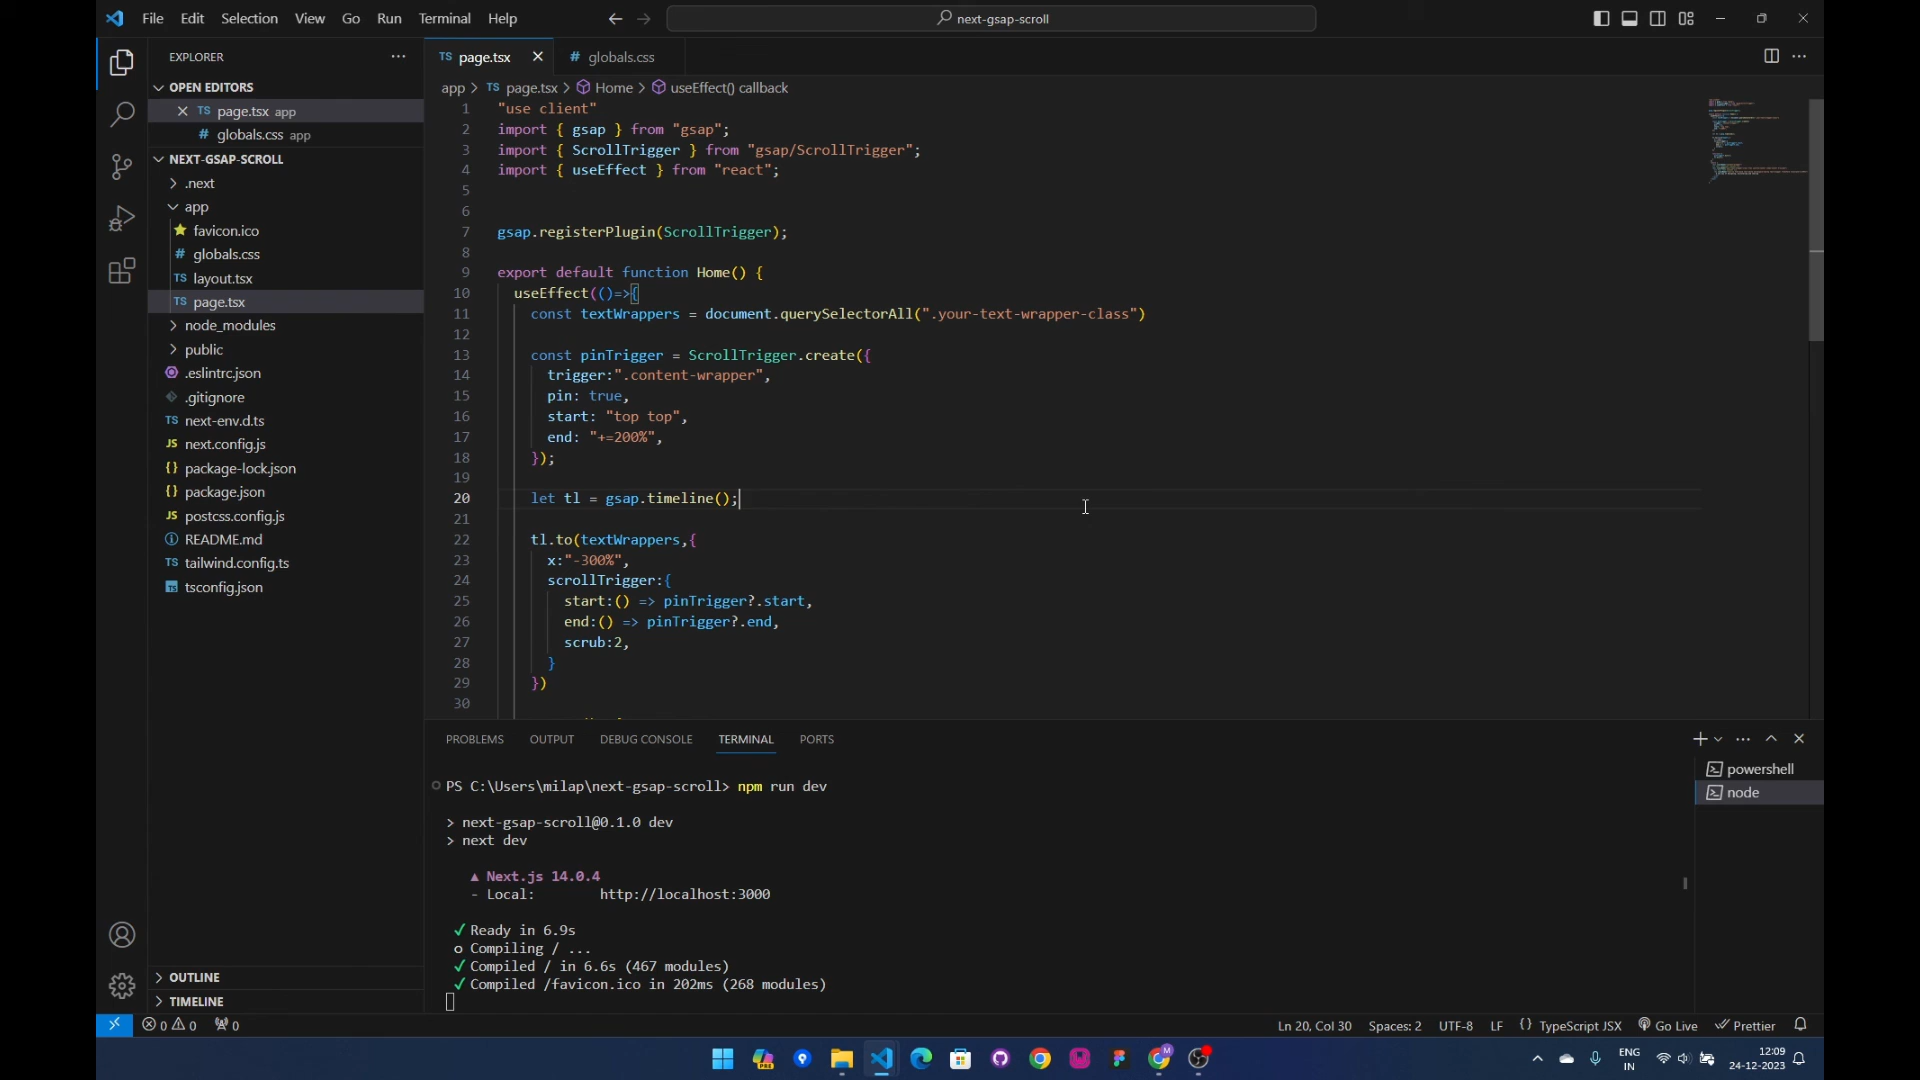 File Edit Selection View Go Run Terminal Help
next-gsap-scroll
EXPLORER
OPEN EDITORS
TS page.tsx app
# globals.css app
NEXT-GSAP-SCROLL
.next
app
favicon.ico
# globals.css
TS layout.tsx
TS page.tsx
node_modules
public
.eslintrc.json
.gitignore
TS next-env.d.ts
JS next.config.js
{} package-lock.json
{} package.json
JS postcss.config.js
README.md
TS tailwind.config.ts
tsconfig.json
OUTLINE
TIMELINE
TS page.tsx
# globals.css
app > TS page.tsx > Home > useEffect() callback
1 "use client"
2 import { gsap } from "gsap";
3 import { ScrollTrigger } from "gsap/ScrollTrigger";
4 import { useEffect } from "react";
5
6
7 gsap.registerPlugin(ScrollTrigger);
8
9 export default function Home() {
10 useEffect(()=>{
11 const textWrappers = document.querySelectorAll(".your-text-wrapper-class")
12
13 const pinTrigger = ScrollTrigger.create({
14 trigger:".content-wrapper",
15 pin: true,
16 start: "top top",
17 end: "+=200%",
18 });
19
20 let tl = gsap.timeline();
21
22 tl.to(textWrappers,{
23 x:"-300%",
24 scrollTrigger:{
25 start:() => pinTrigger?.start,
26 end:() => pinTrigger?.end,
27 scrub:2,
28 }
29 })
30
PROBLEMS OUTPUT DEBUG CONSOLE TERMINAL PORTS
powershell
node
PS C:\Users\milap\next-gsap-scroll> npm run dev
> next-gsap-scroll@0.1.0 dev
> next dev
▲ Next.js 14.0.4
- Local: http://localhost:3000
✓ Ready in 6.9s
o Compiling / ...
✓ Compiled / in 6.6s (467 modules)
✓ Compiled /favicon.ico in 202ms (268 modules)
0 0 0
Ln 20, Col 30 Spaces: 2 UTF-8 LF {} TypeScript JSX Go Live Prettier
ENG
IN
12:09
24-12-2023